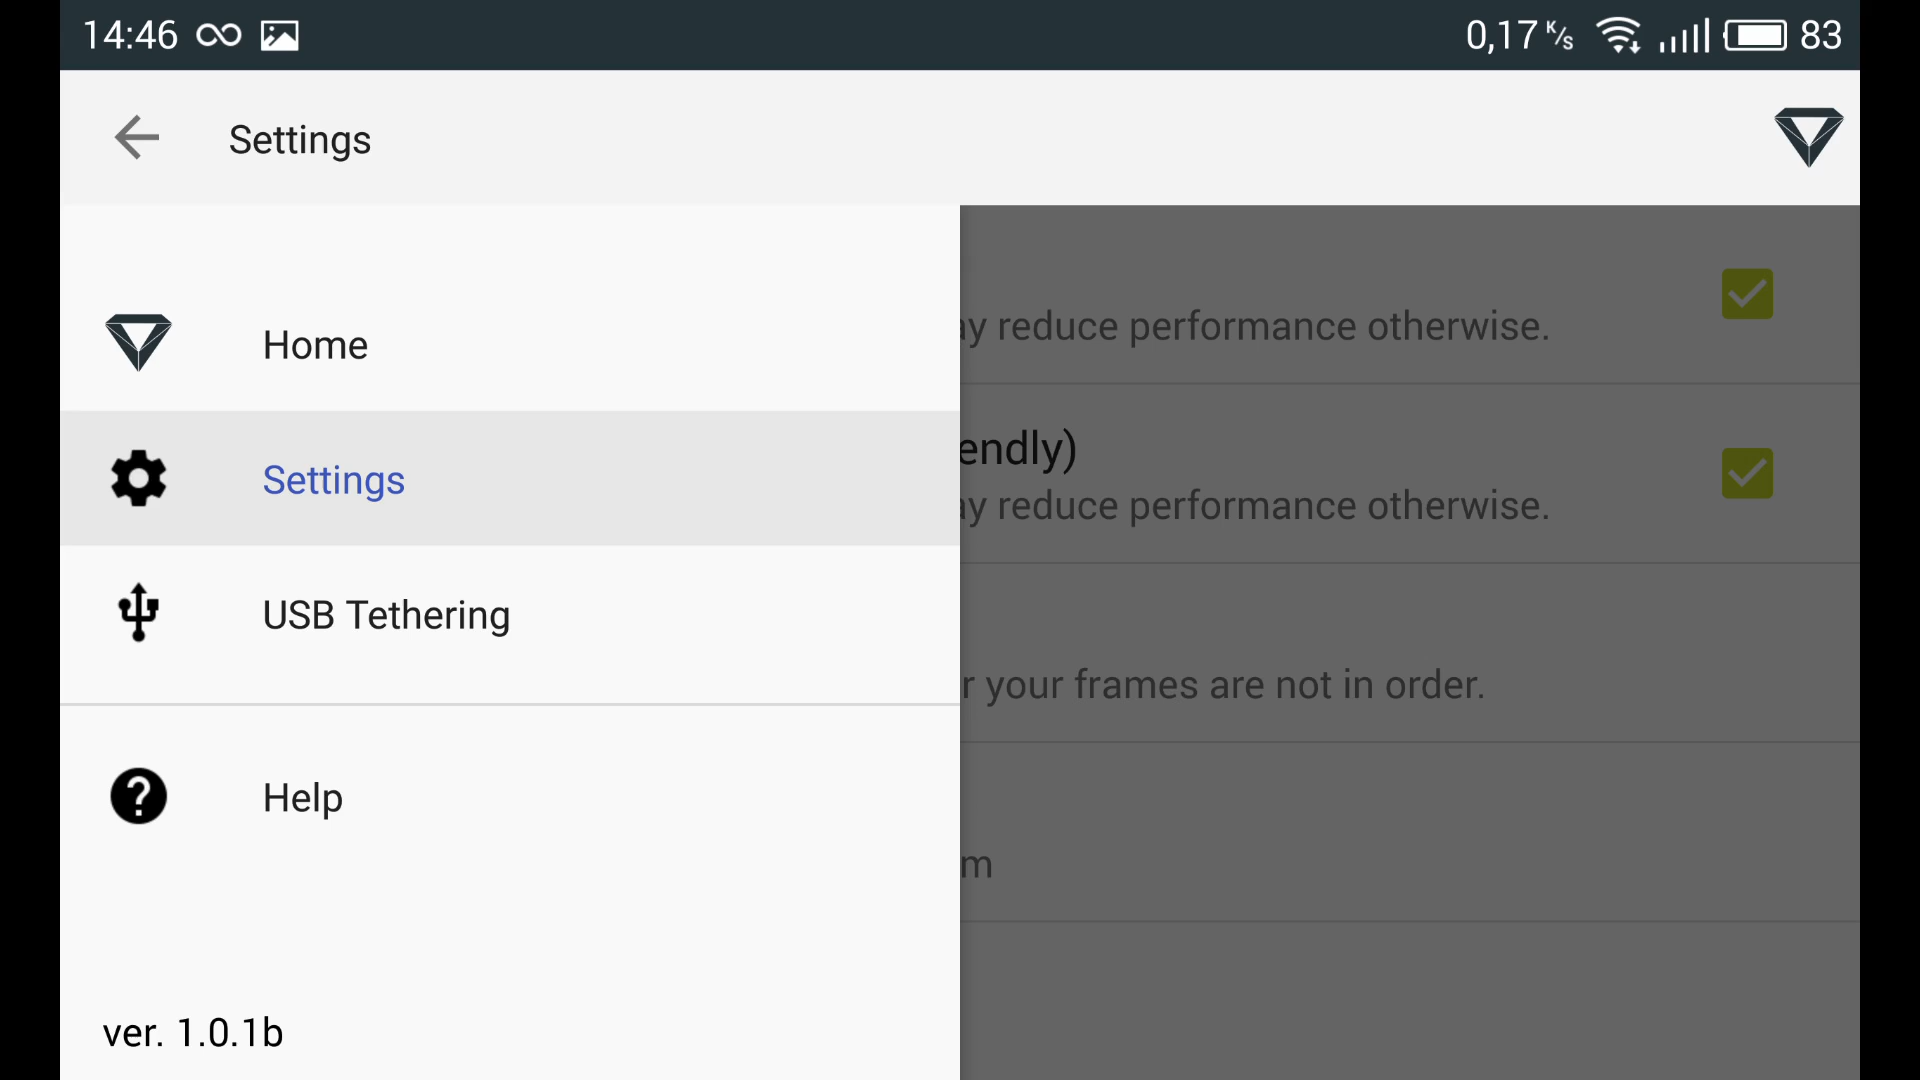 14:46 0,17 K/s 83
Settings
Home
Settings
USB Tethering
Help
ver. 1.0.1b
reduce performance otherwise.
reduce performance otherwise.
your frames are not in order.